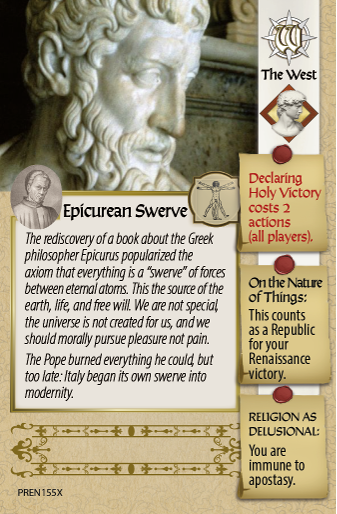 W
The West
Declaring
Holy Victory
costs 2
actions
(all players).
Epicurean Swerve
The rediscovery of a book about the Greek
philosopher Epicurus popularized the
axiom that everything is a “swerve” of forces
between eternal atoms. This the source of the
earth, life, and free will. We are not special,
the universe is not created for us, and we
should morally pursue pleasure not pain.
The Pope burned everything he could, but
too late: Italy began its own swerve into
modernity.
On the Nature
of Things:
This counts
as a Republic
for your
Renaissance
victory.
RELIGION AS
DELUSIONAL:
You are
immune to
apostasy.
PREN155X